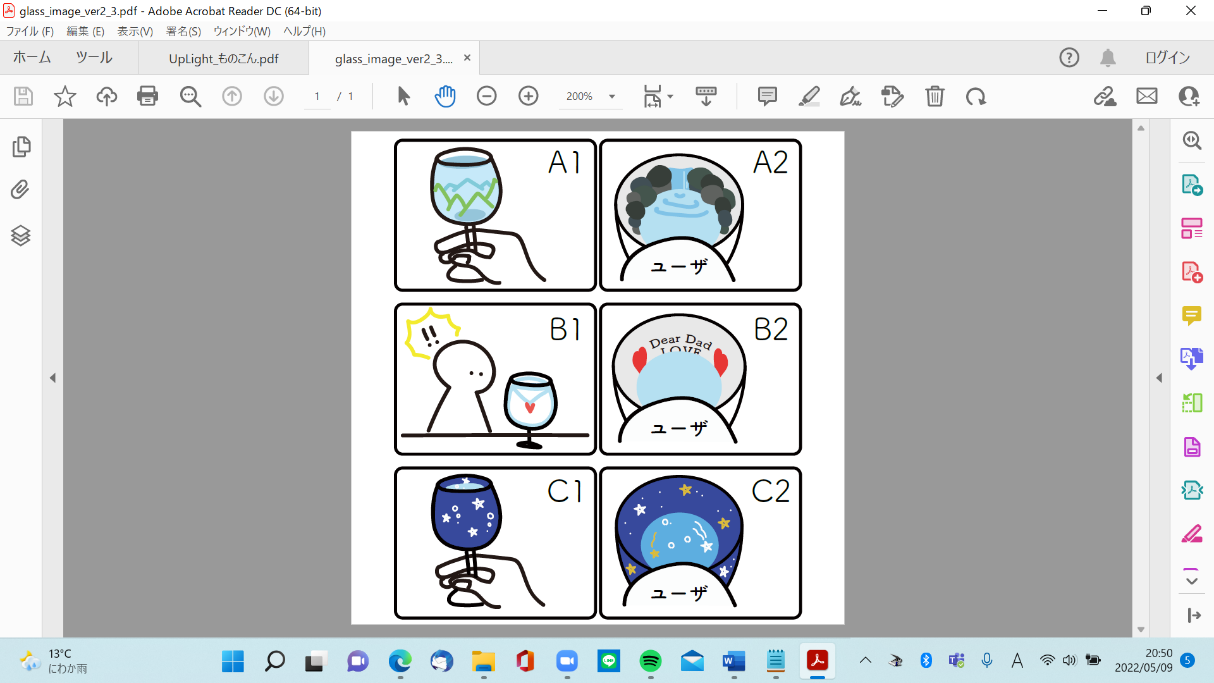 glass_image_ver2_3.pdf - Adobe Acrobat Reader DC (64-bit)
ファイル (F) 編集 (E) 表示(V) 署名(S) ウィンドウ(W) ヘルプ(H)
ホーム ツール UpLight_ものこん.pdf glass_image_ver2_3.... × ログイン
1 / 1 200%
A1 A2
ユーザ
B1 B2
!!
Dear Dad
LOVE
ユーザ
C1 C2
ユーザ
13°C
にわか雨
LINE
W
A
20:50
2022/05/09
5